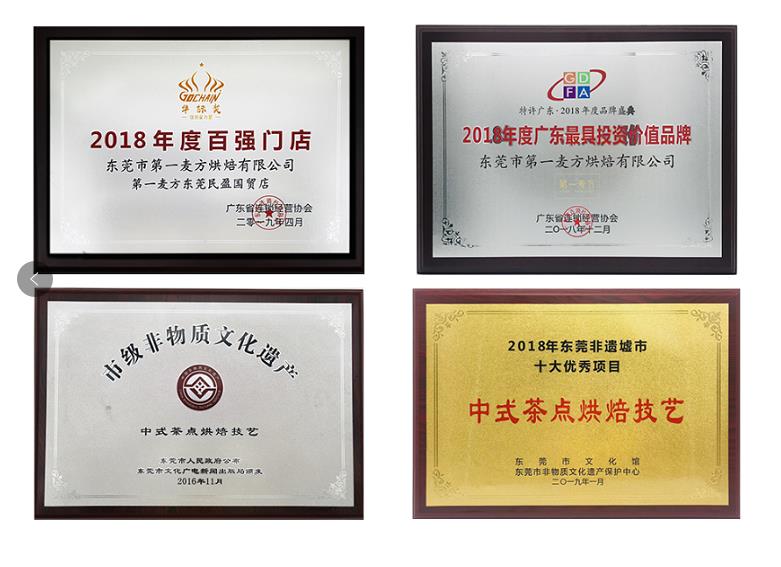 GDCHAIN
华标奖
2018年度百强门店
东莞市第一麦方烘焙有限公司
第一麦方东莞民盈国贸店
广东省连锁经营协会
二零一九年四月
GD
FA
特许广东·2018年度品牌盛典
2018年度广东最具投资价值品牌
东莞市第一麦方烘焙有限公司
第一麦方
广东省连锁经营协会
二〇一八年十二月
市级非物质文化遗产
中式茶点烘焙技艺
东莞市人民政府公布
东莞市文化广电新闻出版局颁发
2016年11月
2018年东莞非遗墟市
十大优秀项目
中式茶点烘焙技艺
东莞市文化馆
东莞市非物质文化遗产保护中心
二〇一九年一月